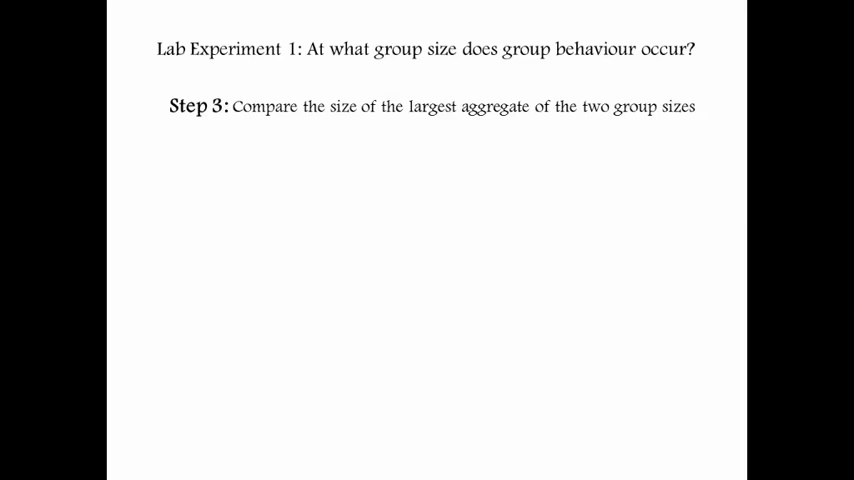 Lab Experiment 1: At what group size does group behaviour occur?
Step 3: Compare the size of the largest aggregate of the two group sizes